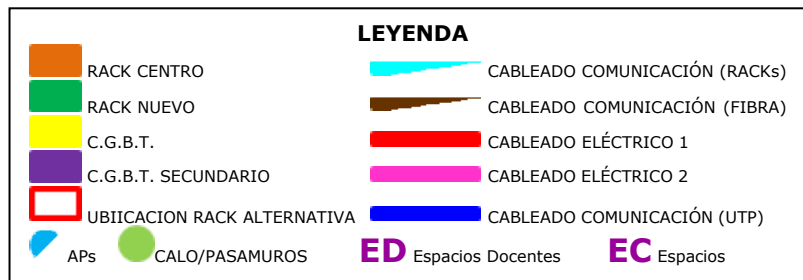 LEYENDA
RACK CENTRO CABLEADO COMUNICACIÓN (RACKs)
RACK NUEVO CABLEADO COMUNICACIÓN (FIBRA)
C.G.B.T. CABLEADO ELÉCTRICO 1
C.G.B.T. SECUNDARIO CABLEADO ELÉCTRICO 2
UBIICACION RACK ALTERNATIVA CABLEADO COMUNICACIÓN (UTP)
APs CALO/PASAMUROS ED Espacios Docentes EC Espacios